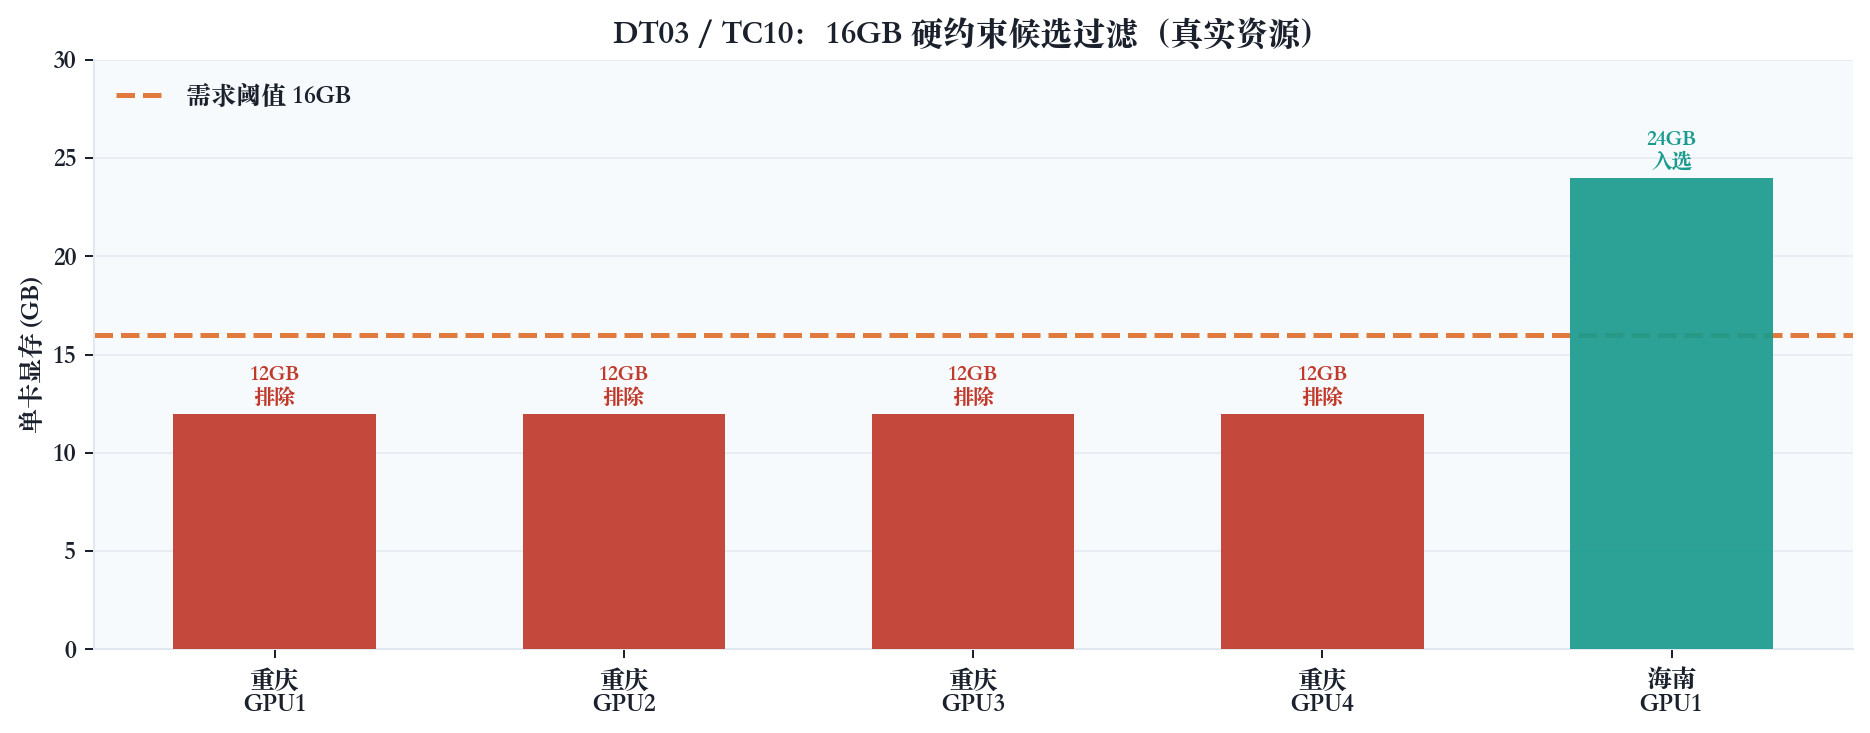 DT03 / TC10：16GB 硬约束候选过滤（真实资源）
需求阈值 16GB
单卡显存 (GB)
30
25
20
15
10
5
0
12GB
排除
12GB
排除
12GB
排除
12GB
排除
24GB
入选
重庆
GPU1
重庆
GPU2
重庆
GPU3
重庆
GPU4
海南
GPU1